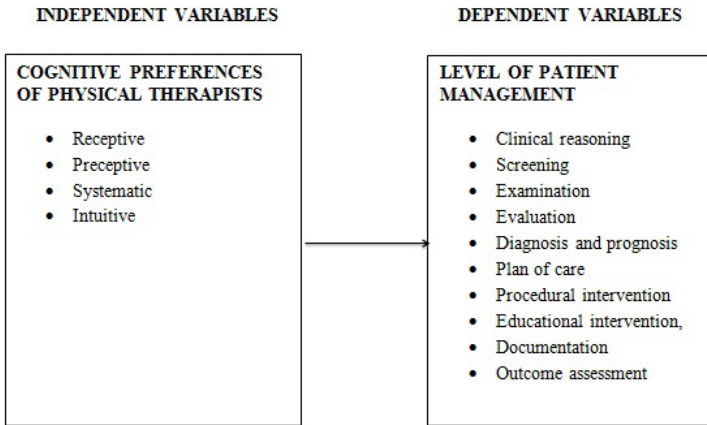 INDEPENDENT VARIABLES
DEPENDENT VARIABLES
COGNITIVE PREFERENCES
OF PHYSICAL THERAPISTS
• Receptive
• Preceptive
• Systematic
• Intuitive
LEVEL OF PATIENT
MANAGEMENT
• Clinical reasoning
• Screening
• Examination
• Evaluation
• Diagnosis and prognosis
• Plan of care
• Procedural intervention
• Educational intervention,
• Documentation
• Outcome assessment